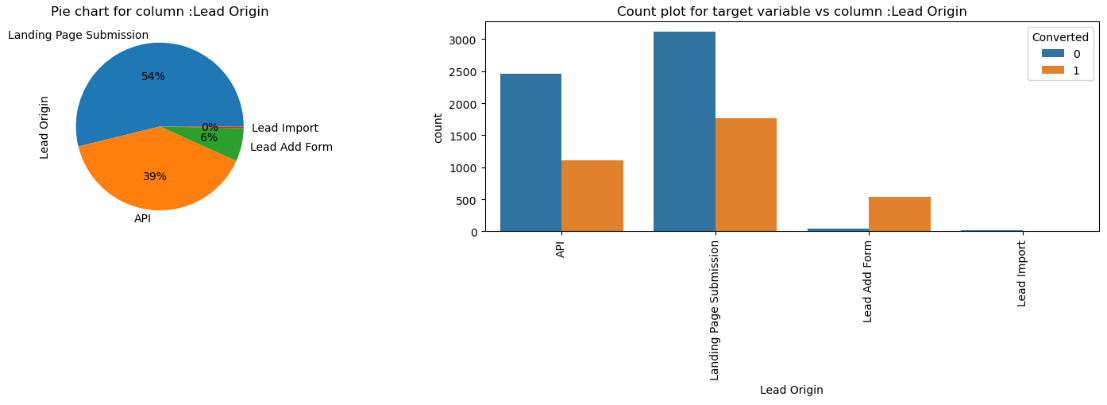 Pie chart for column :Lead Origin
Landing Page Submission
54%
Lead Origin
0%
Lead Import
6%
Lead Add Form
39%
API
Count plot for target variable vs column :Lead Origin
Converted
0
1
count
3000
2500
2000
1500
1000
500
0
API
Landing Page Submission
Lead Add Form
Lead Import
Lead Origin